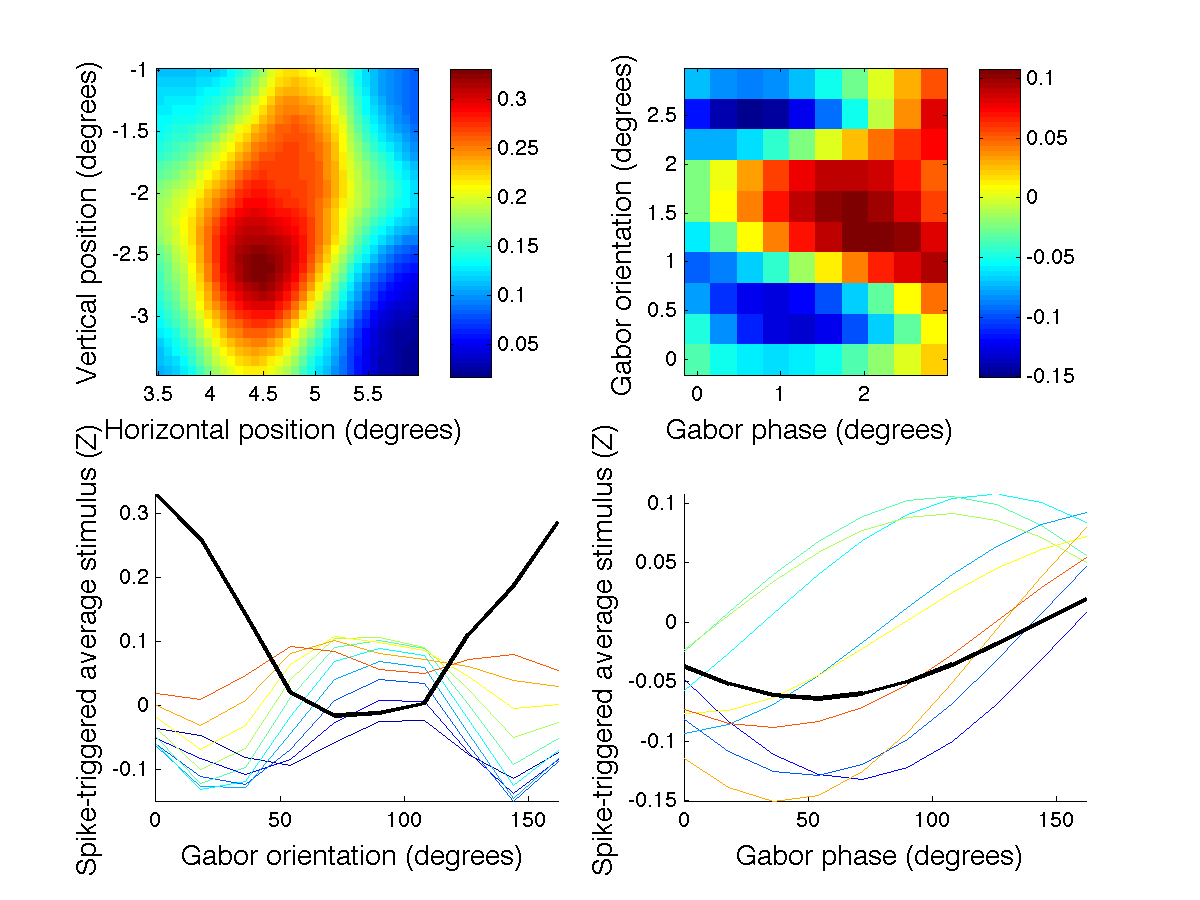 -1
-1.5
-2
-2.5
-3
3.5 4 4.5 5 5.5
Vertical position (degrees)
Horizontal position (degrees)
0.3
0.25
0.2
0.15
0.1
0.05
2.5
2
1.5
1
0.5
0
0 1 2
Gabor orientation (degrees)
Gabor phase (degrees)
0.1
0.05
0
-0.05
-0.1
-0.15
0.3
0.2
0.1
0
-0.1
0 50 100 150
Spike-triggered average stimulus (Z)
Gabor orientation (degrees)
0.1
0.05
0
-0.05
-0.1
-0.15
0 50 100 150
Spike-triggered average stimulus (Z)
Gabor phase (degrees)